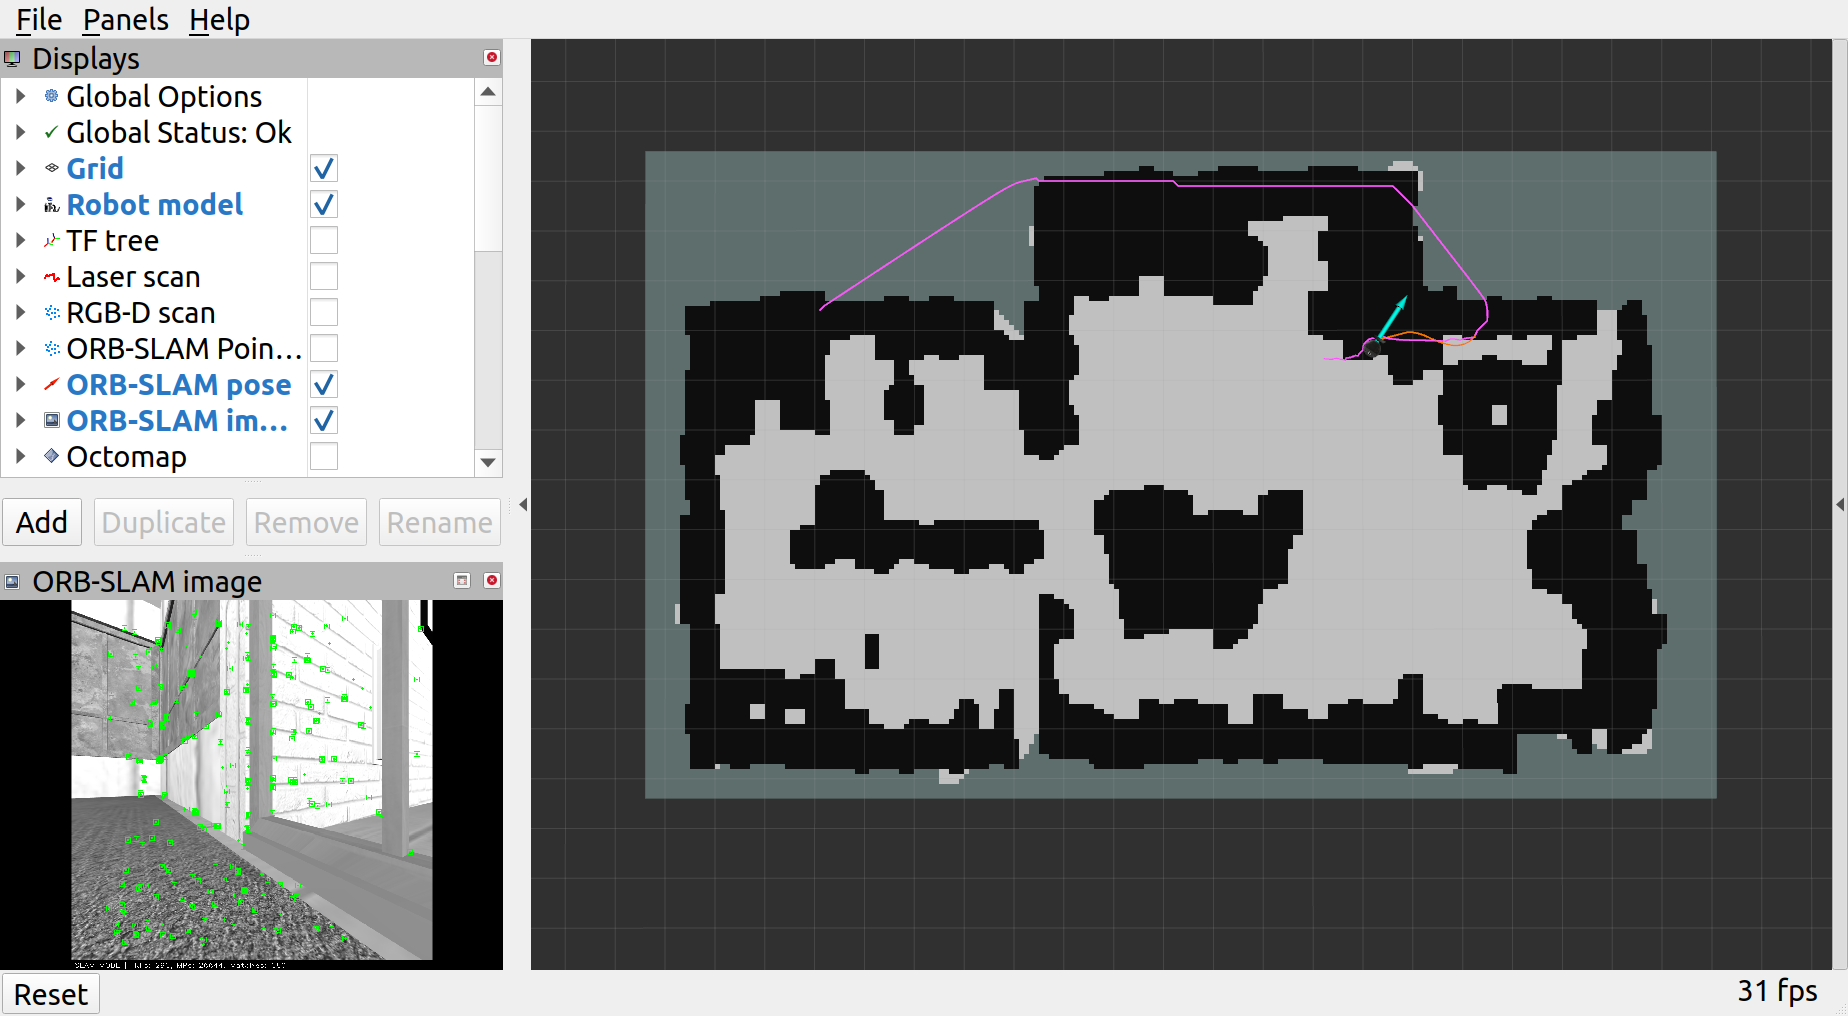 File Panels Help
Displays
Global Options
Global Status: Ok
Grid
Robot model
TF tree
Laser scan
RGB-D scan
ORB-SLAM Poin...
ORB-SLAM pose
ORB-SLAM im...
Octomap
Add Duplicate Remove Rename
ORB-SLAM image
SLAM MODE |
Reset
31 fps